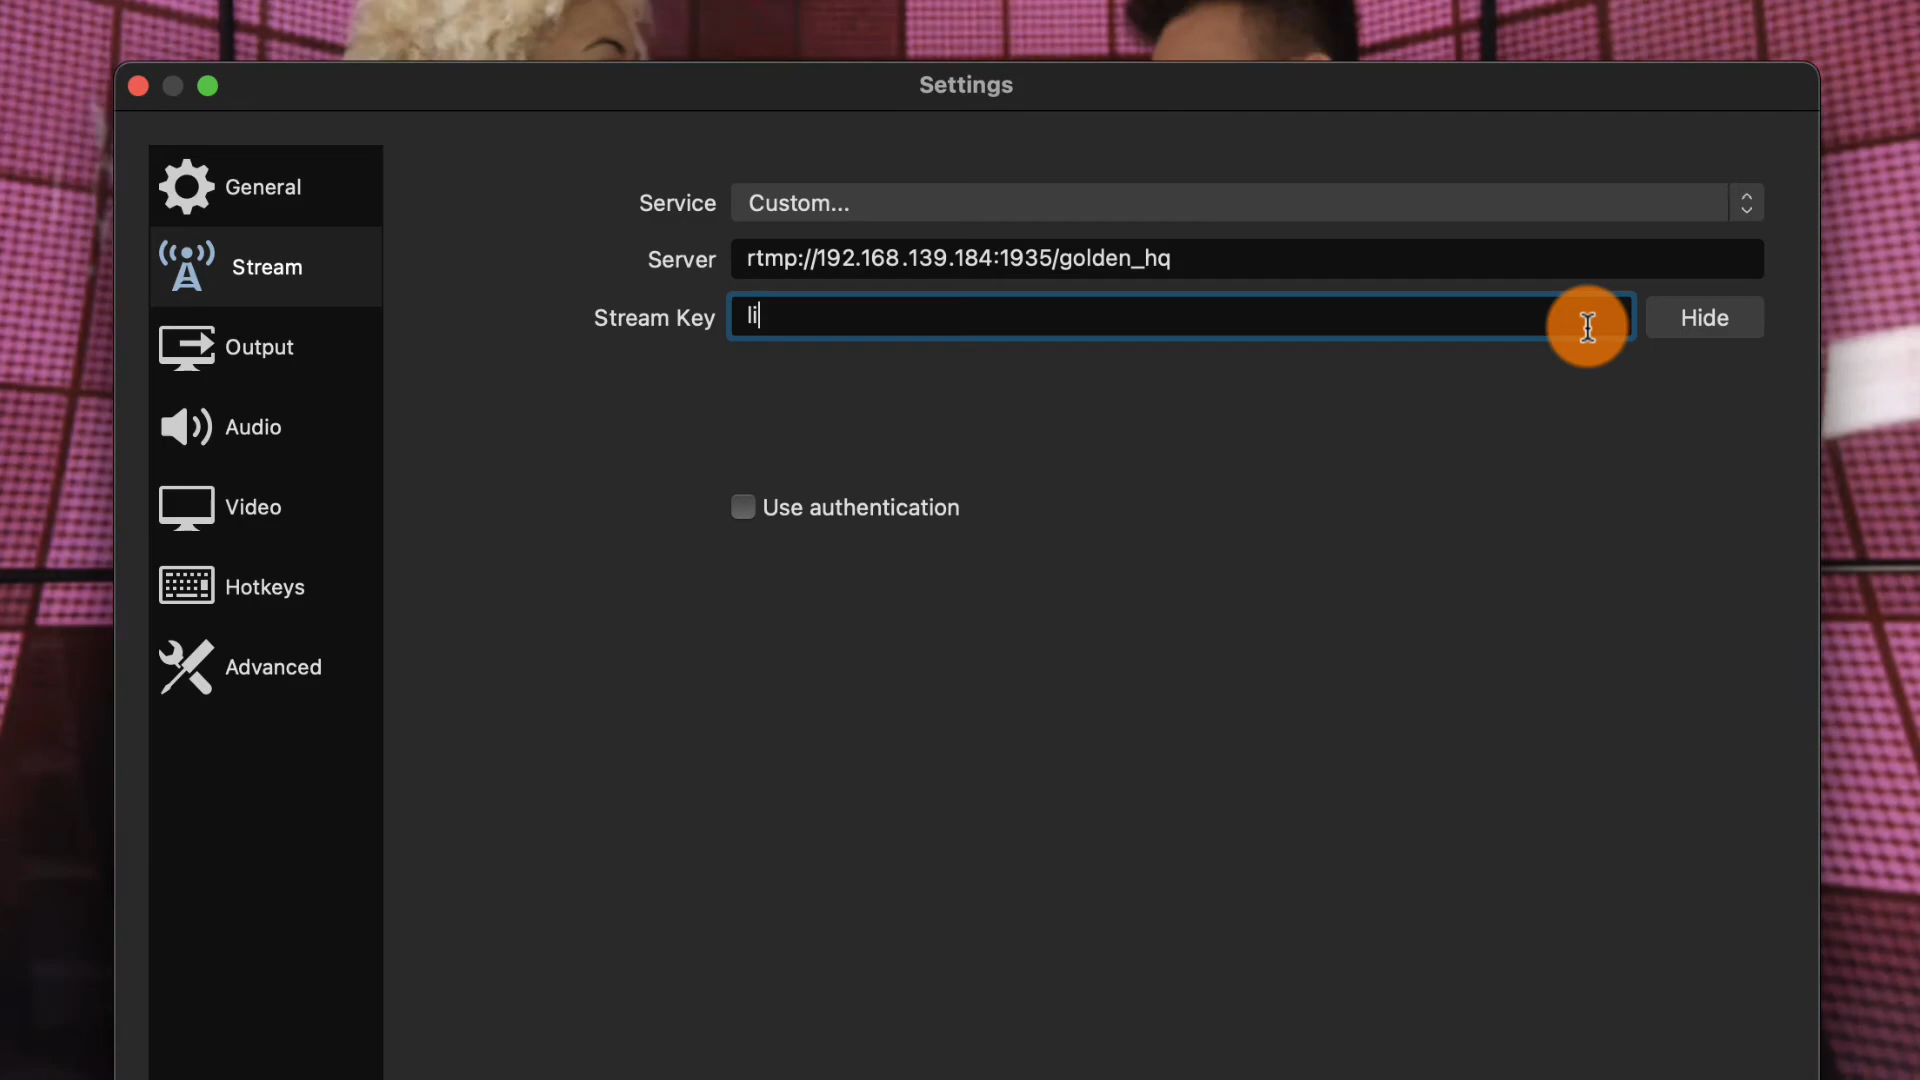 Settings
General
Stream
Output
Audio
Video
Hotkeys
Advanced
Service Custom...
Server rtmp://192.168.139.184:1935/golden_hq
Stream Key li Hide
Use authentication